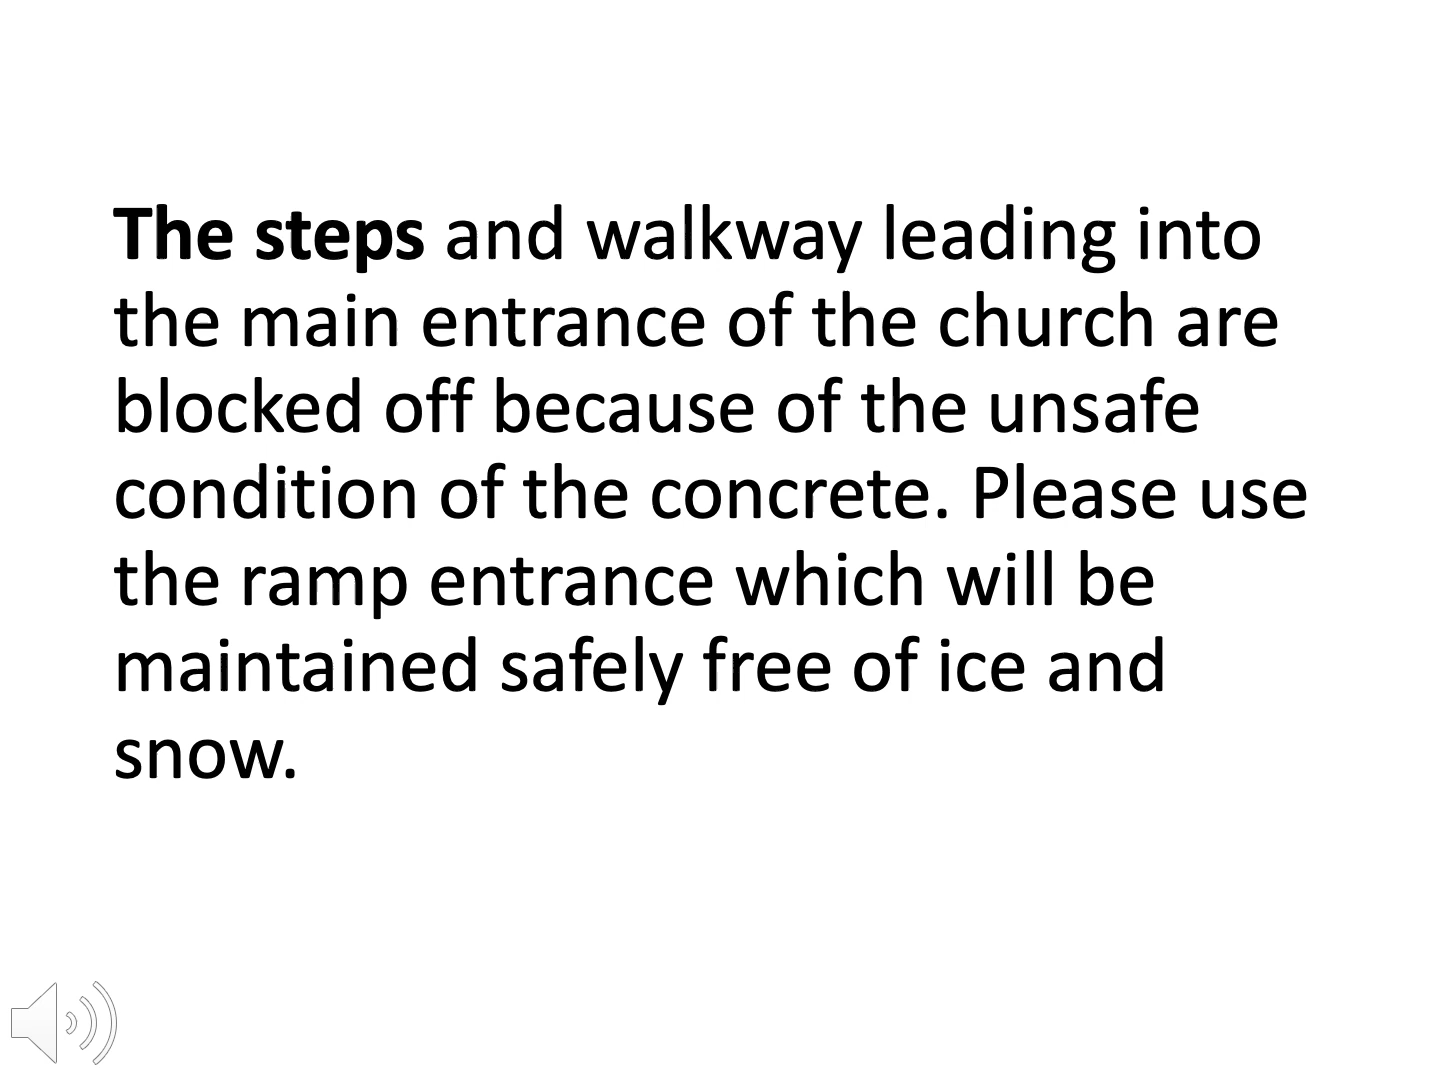 The steps and walkway leading into
the main entrance of the church are
blocked off because of the unsafe
condition of the concrete. Please use
the ramp entrance which will be
maintained safely free of ice and
snow.